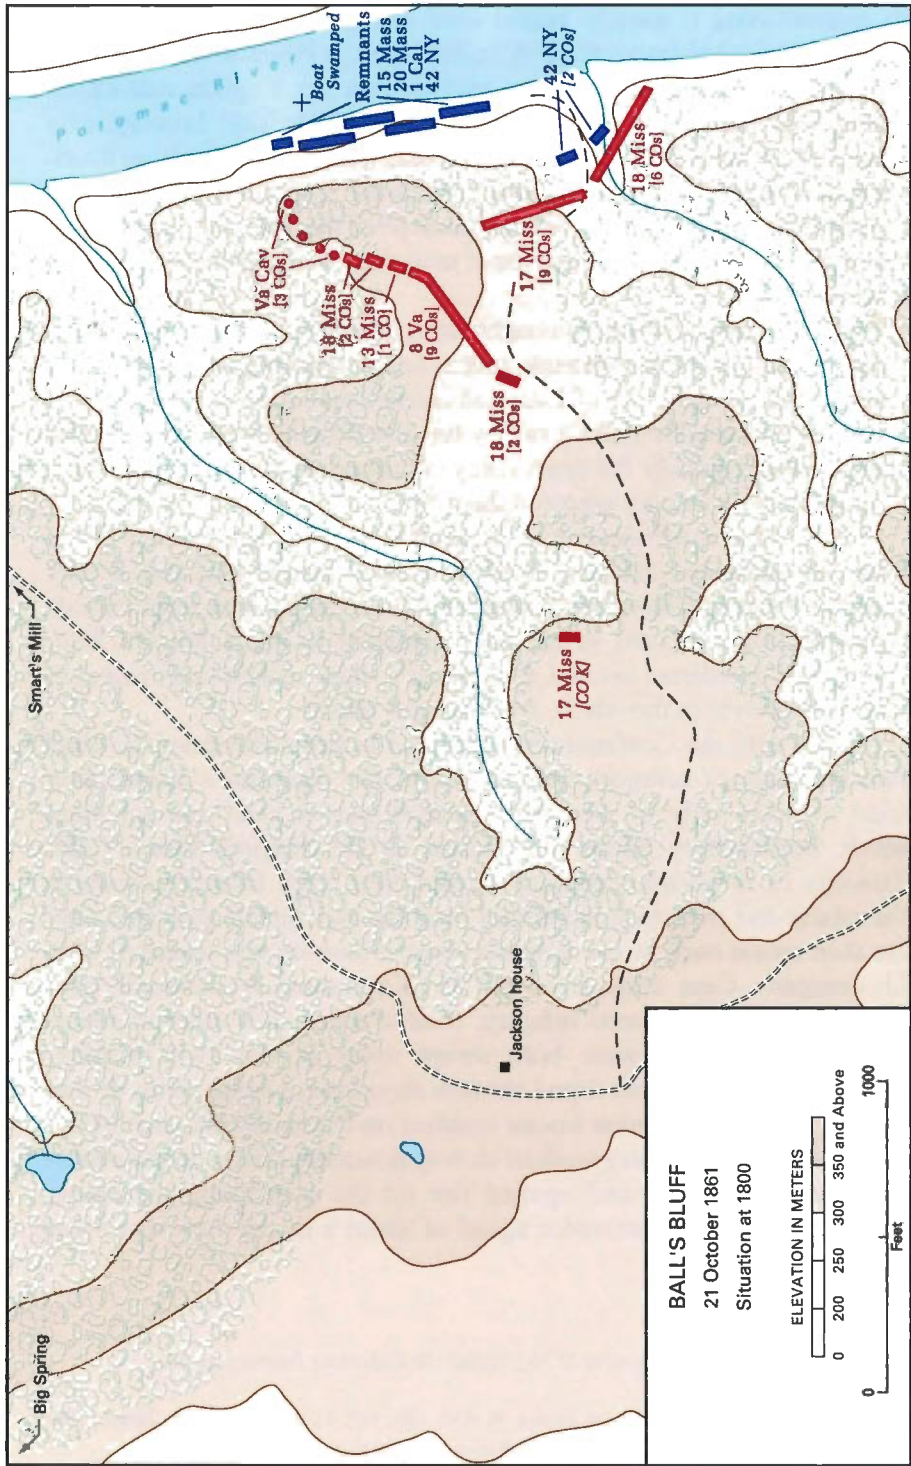 Big Spring
Smart's Mill
Potomac River
Boat
Swamped
Remnants
15 Mass
20 Mass
1 Cal
42 NY
Va Cav
[3 COs]
18 Miss
[2 COs]
13 Miss
[1 CO]
8 Va
[9 COs]
18 Miss
[2 COs]
17 Miss
[9 COs]
42 NY
[2 COs]
18 Miss
[6 COs]
17 Miss
[CO K]
Jackson house
BALL'S BLUFF
21 October 1861
Situation at 1800
ELEVATION IN METERS
0 200 250 300 350 and Above
0 1000
Feet